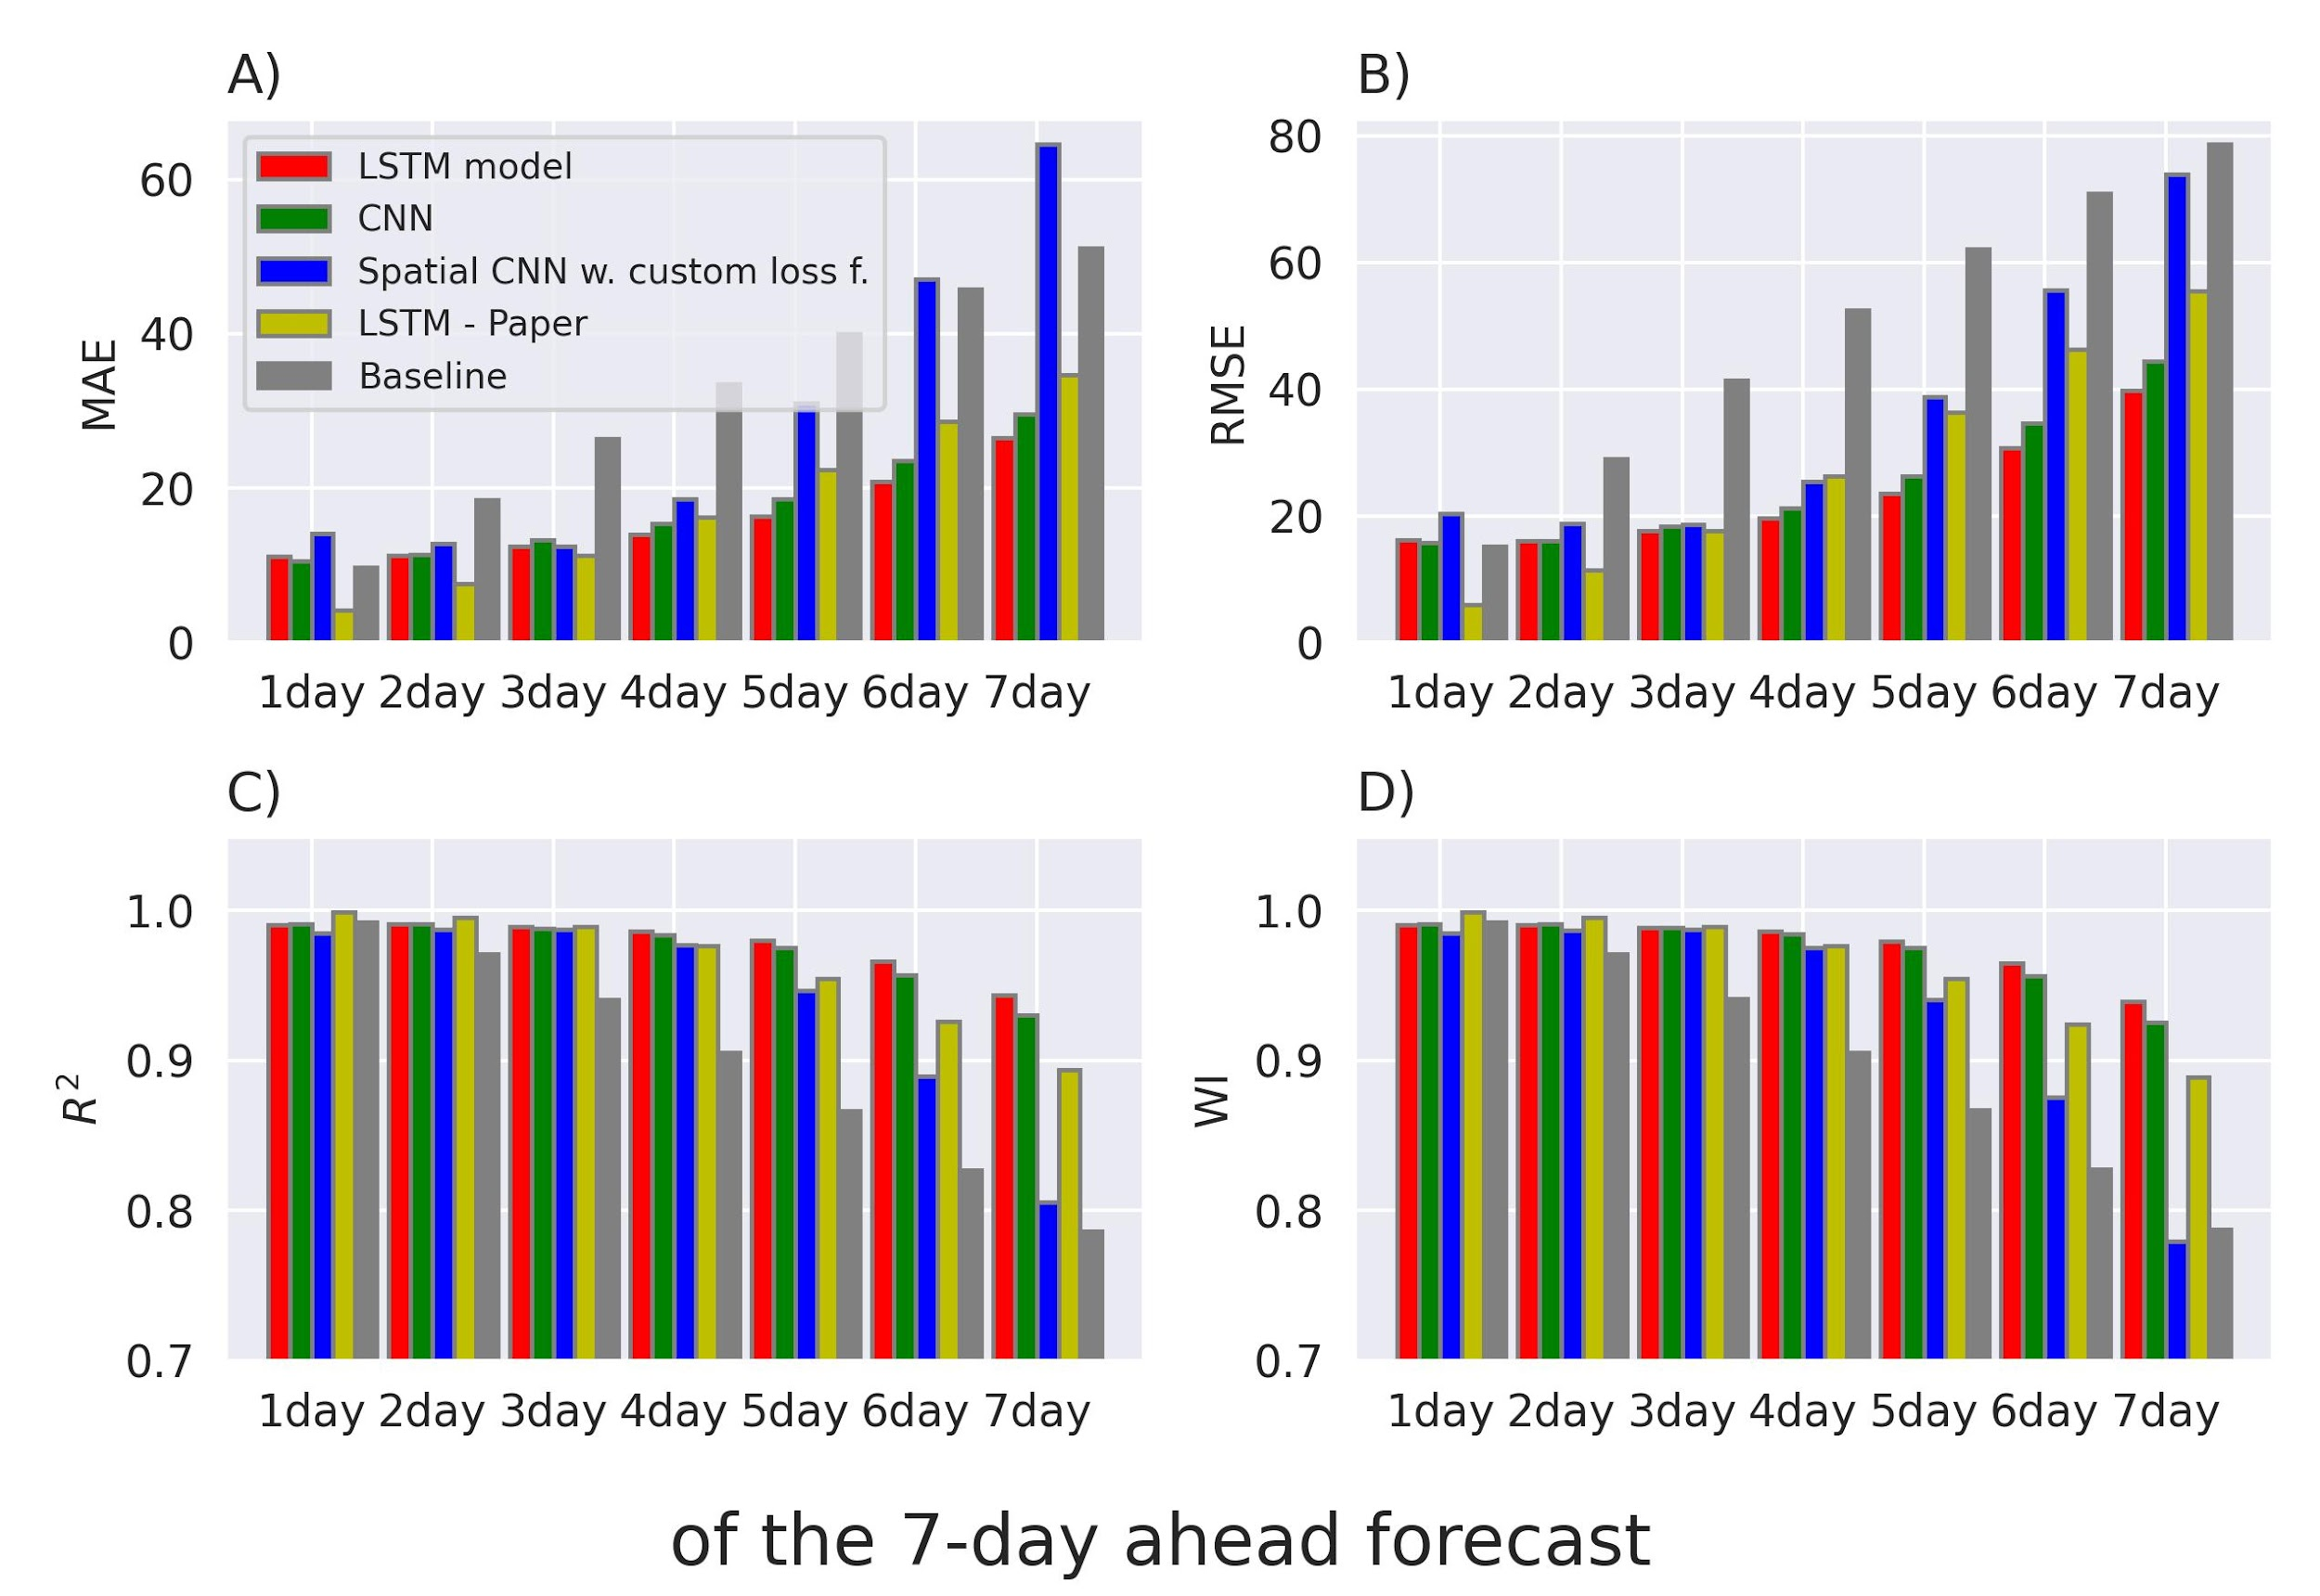 A)
MAE
60
40
20
0
LSTM model
CNN
Spatial CNN w. custom loss f.
LSTM - Paper
Baseline
1day 2day 3day 4day 5day 6day 7day
B)
RMSE
80
60
40
20
0
1day 2day 3day 4day 5day 6day 7day
C)
R²
1.0
0.9
0.8
0.7
1day 2day 3day 4day 5day 6day 7day
D)
WI
1.0
0.9
0.8
0.7
1day 2day 3day 4day 5day 6day 7day
of the 7-day ahead forecast